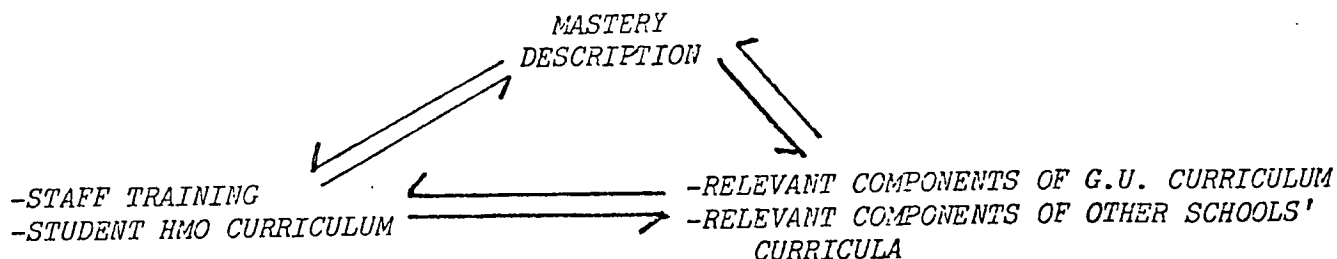 MASTERY
DESCRIPTION
-STAFF TRAINING
-STUDENT HMO CURRICULUM
-RELEVANT COMPONENTS OF G.U. CURRICULUM
-RELEVANT COMPONENTS OF OTHER SCHOOLS'
CURRICULA